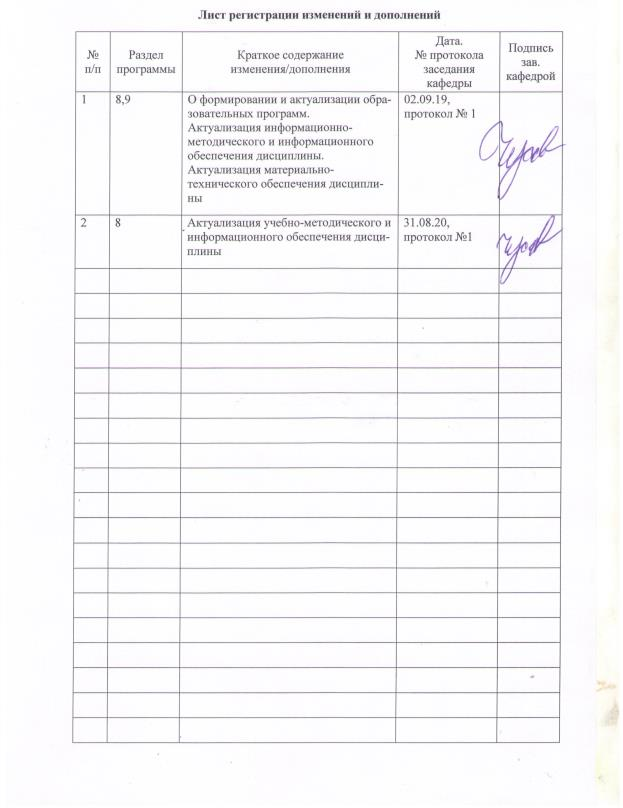 Лист регистрации изменений и дополнений
№
п/п
Раздел
программы
Краткое содержание
изменения/дополнения
Дата.
№ протокола
заседания
кафедры
Подпись
зав.
кафедрой
1
8,9
О формировании и актуализации обра-
зовательных программ.
Актуализация информационно-
методического и информационного
обеспечения дисциплины.
Актуализация материально-
технического обеспечения дисципли-
ны
02.09.19,
протокол № 1
2
8
Актуализация учебно-методического и
информационного обеспечения дисци-
плины
31.08.20,
протокол №1